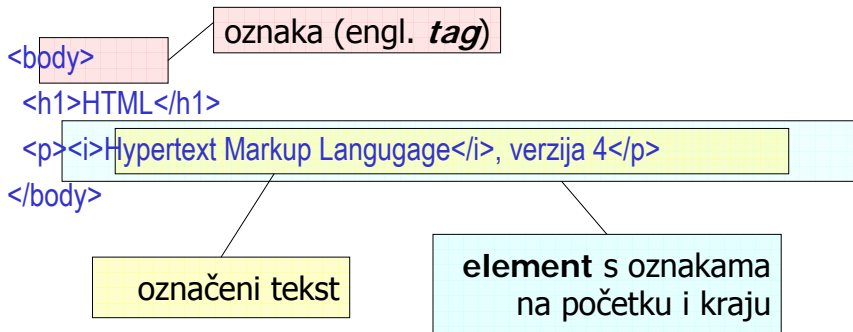 oznaka (engl. tag)
<body>
<h1>HTML</h1>
<p><i>Hypertext Markup Langugage</i>, verzija 4</p>
</body>
označeni tekst
element s oznakama
na početku i kraju